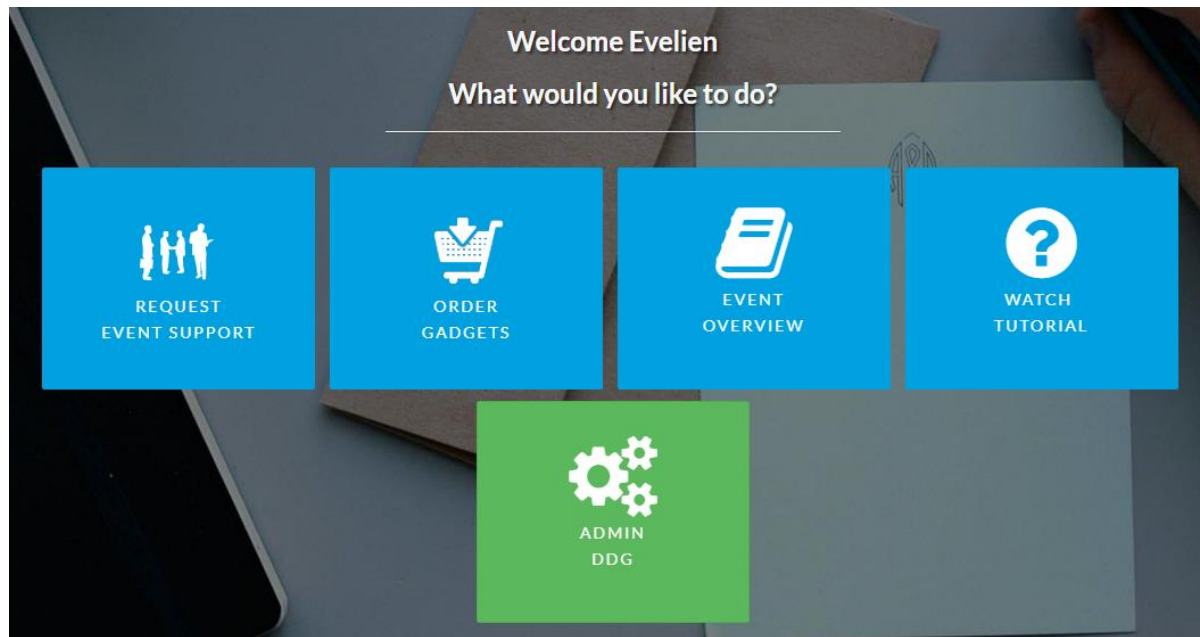 Welcome Evelien
What would you like to do?
REQUEST
EVENT SUPPORT
ORDER
GADGETS
EVENT
OVERVIEW
WATCH
TUTORIAL
ADMIN
DDG